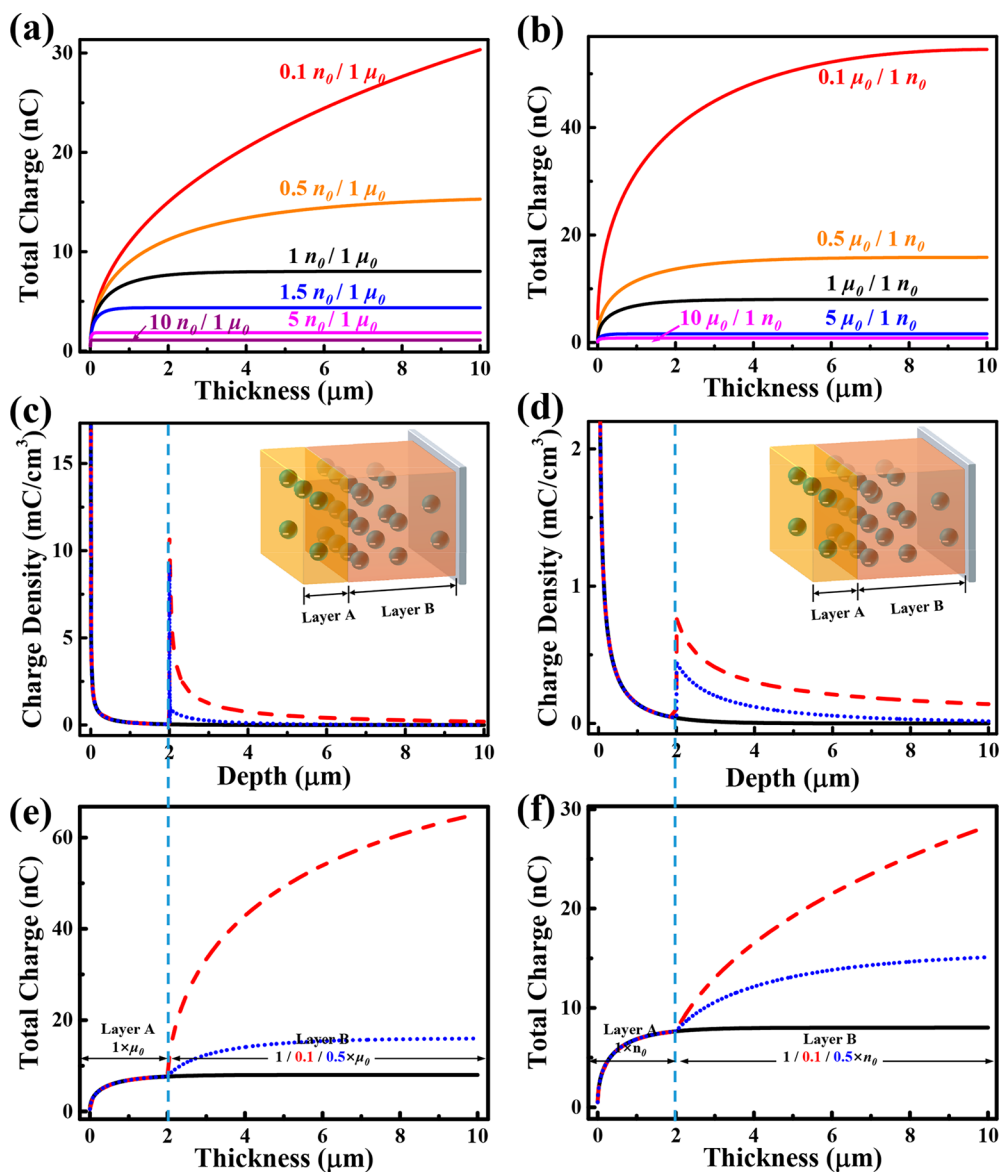 (a)
30
20
10
0
Total Charge (nC)
0.1 n₀ / 1 μ₀
0.5 n₀ / 1 μ₀
1 n₀ / 1 μ₀
1.5 n₀ / 1 μ₀
10 n₀ / 1 μ₀ 5 n₀ / 1 μ₀
0 2 4 6 8 10
Thickness (μm)
(b)
40
20
0
Total Charge (nC)
0.1 μ₀ / 1 n₀
0.5 μ₀ / 1 n₀
1 μ₀ / 1 n₀
10 μ₀ / 1 n₀ 5 μ₀ / 1 n₀
0 2 4 6 8 10
Thickness (μm)
(c)
15
10
5
0
Charge Density (mC/cm³)
Layer A
Layer B
0 2 4 6 8 10
Depth (μm)
(d)
2
1
0
Charge Density (mC/cm³)
Layer A
Layer B
0 2 4 6 8 10
Depth (μm)
(e)
60
40
20
0
Total Charge (nC)
Layer A
1×μ₀
Layer B
1 / 0.1 / 0.5×μ₀
0 2 4 6 8 10
Thickness (μm)
(f)
30
20
10
0
Total Charge (nC)
Layer A
1×n₀
Layer B
1 / 0.1 / 0.5×n₀
0 2 4 6 8 10
Thickness (μm)